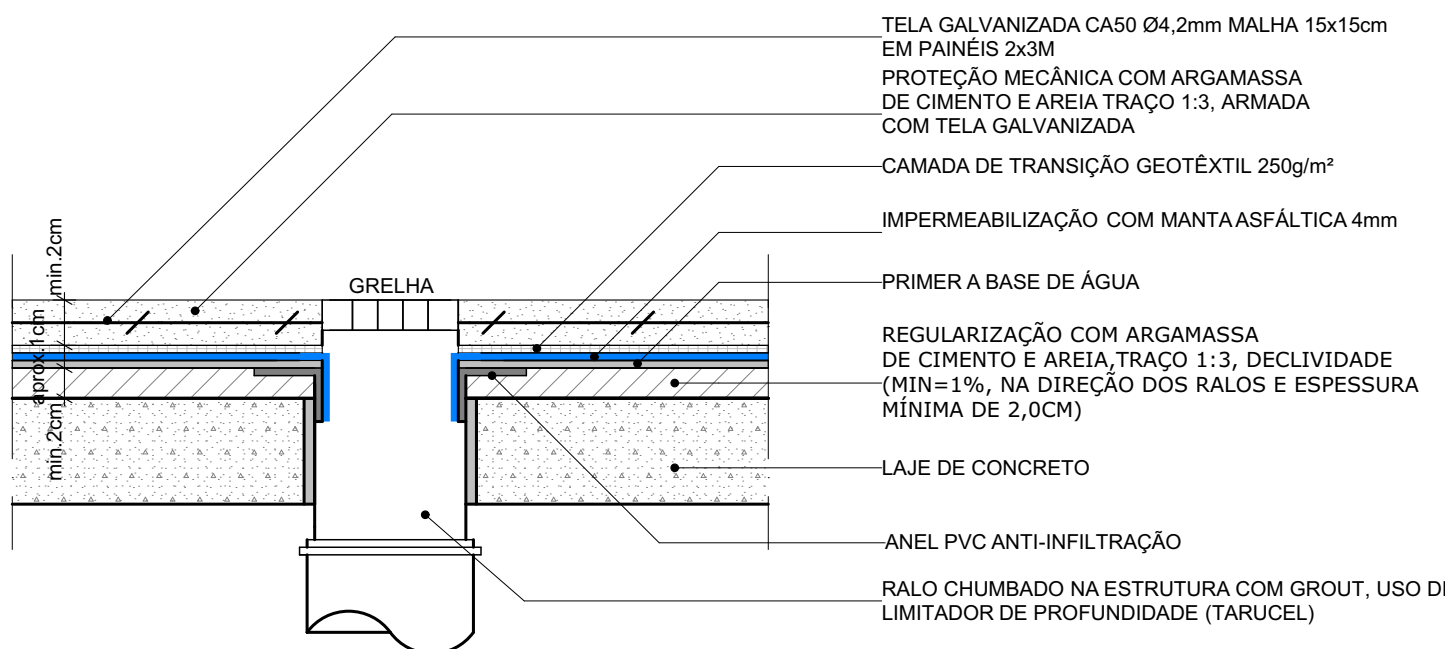 TELA GALVANIZADA CA50 Ø4,2mm MALHA 15x15cm
EM PAINÉIS 2x3M
PROTEÇÃO MECÂNICA COM ARGAMASSA
DE CIMENTO E AREIA TRAÇO 1:3, ARMADA
COM TELA GALVANIZADA
CAMADA DE TRANSIÇÃO GEOTÊXTIL 250g/m²
IMPERMEABILIZAÇÃO COM MANTA ASFÁLTICA 4mm
PRIMER A BASE DE ÁGUA
REGULARIZAÇÃO COM ARGAMASSA
DE CIMENTO E AREIA,TRAÇO 1:3, DECLIVIDADE
(MIN=1%, NA DIREÇÃO DOS RALOS E ESPESSURA
MÍNIMA DE 2,0CM)
LAJE DE CONCRETO
ANEL PVC ANTI-INFILTRAÇÃO
RALO CHUMBADO NA ESTRUTURA COM GROUT, USO DE
LIMITADOR DE PROFUNDIDADE (TARUCEL)
GRELHA
min.2cm
aprox.1cm
min.2cm